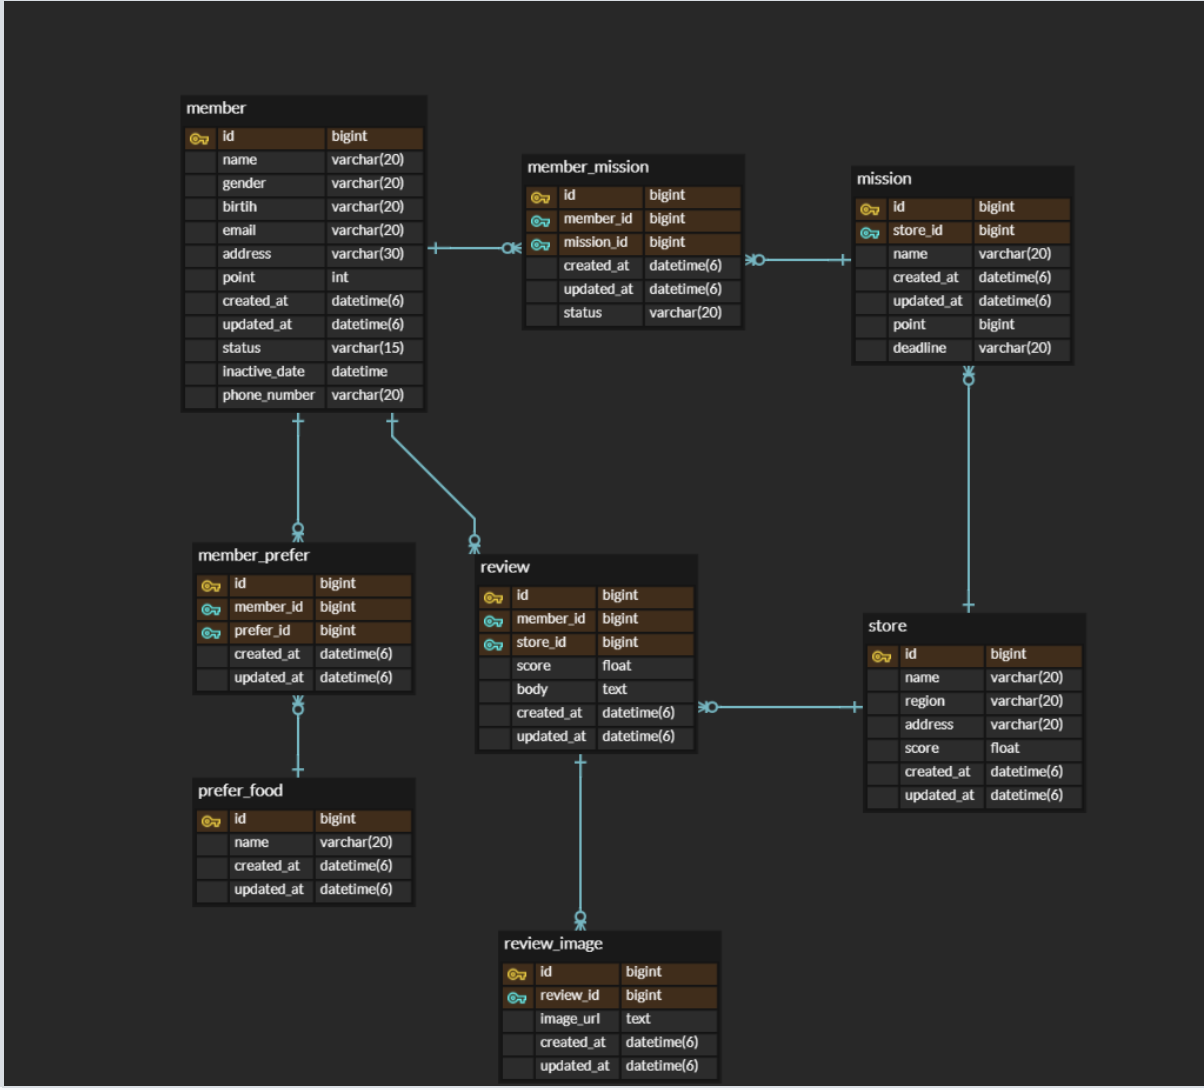 member
id bigint
name varchar(20)
gender varchar(20)
birtih varchar(20)
email varchar(20)
address varchar(30)
point int
created_at datetime(6)
updated_at datetime(6)
status varchar(15)
inactive_date datetime
phone_number varchar(20)
member_mission
id bigint
member_id bigint
mission_id bigint
created_at datetime(6)
updated_at datetime(6)
status varchar(20)
mission
id bigint
store_id bigint
name varchar(20)
created_at datetime(6)
updated_at datetime(6)
point bigint
deadline varchar(20)
member_prefer
id bigint
member_id bigint
prefer_id bigint
created_at datetime(6)
updated_at datetime(6)
review
id bigint
member_id bigint
store_id bigint
score float
body text
created_at datetime(6)
updated_at datetime(6)
store
id bigint
name varchar(20)
region varchar(20)
address varchar(20)
score float
created_at datetime(6)
updated_at datetime(6)
prefer_food
id bigint
name varchar(20)
created_at datetime(6)
updated_at datetime(6)
review_image
id bigint
review_id bigint
image_url text
created_at datetime(6)
updated_at datetime(6)